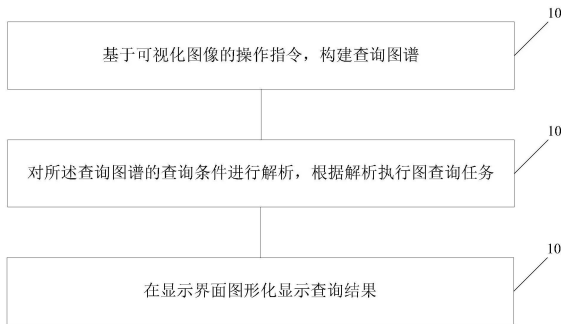 10
基于可视化图像的操作指令，构建查询图谱
10
对所述查询图谱的查询条件进行解析，根据解析执行图查询任务
10
在显示界面图形化显示查询结果